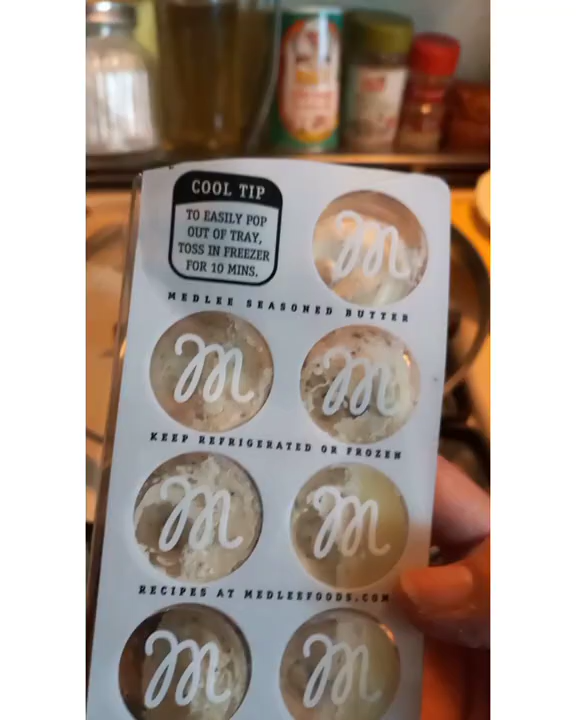 COOL TIP
TO EASILY POP
OUT OF TRAY,
TOSS IN FREEZER
FOR 10 MINS.
m
MEDLEE SEASONED BUTTER
m m
KEEP REFRIGERATED OR FROZEN
m m
RECIPES AT MEDLEEFOODS.COM
m m